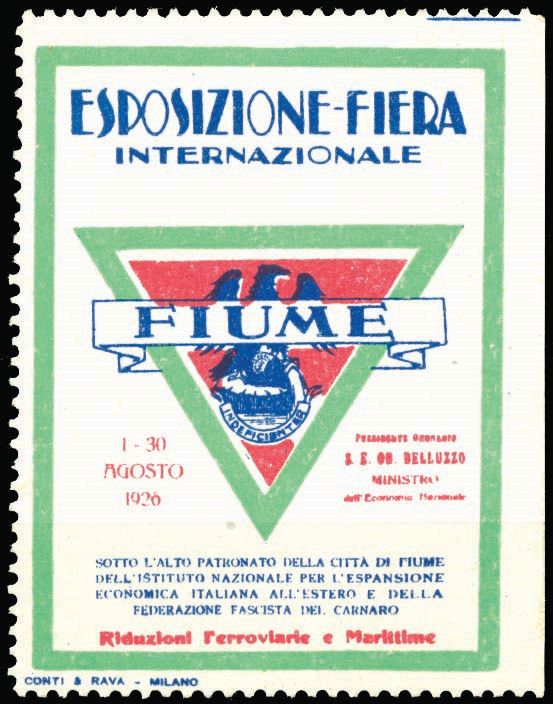 ESPOSIZIONE-FIERA
INTERNAZIONALE
FIUME
INDEFICIENTER
1-30
AGOSTO
1926
PRESIDENTE ONORARIO
S. E. ON. BELLUZZO
MINISTRO
dell'Economia Nazionale
SOTTO L'ALTO PATRONATO DELLA CITTÀ DI FIUME
DELL'ISTITUTO NAZIONALE PER L'ESPANSIONE
ECONOMICA ITALIANA ALL'ESTERO E DELLA
FEDERAZIONE FASCISTA DEL CARNARO
Riduzioni Ferroviarie e Marittime
CONTI & RAVA - MILANO